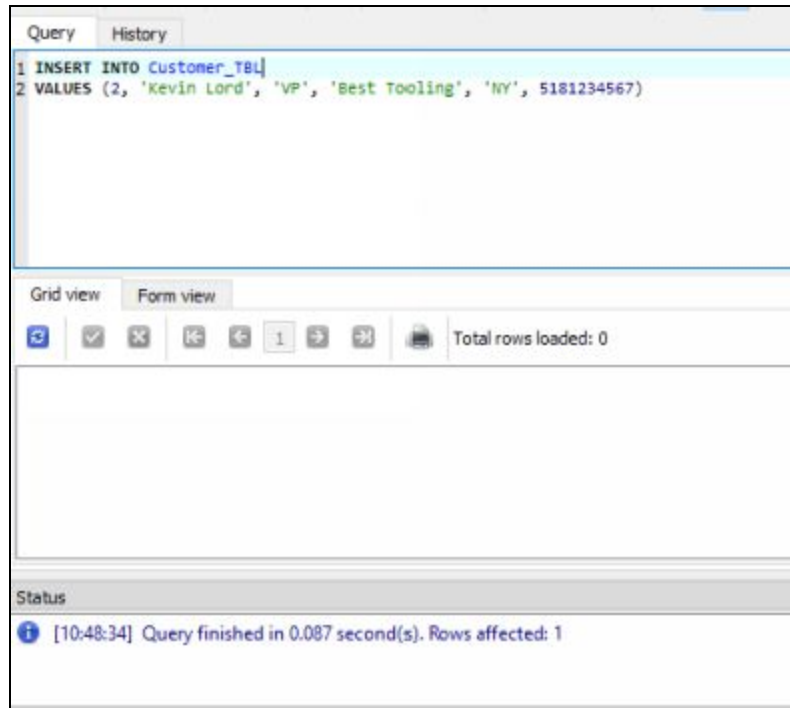 Query History
1 INSERT INTO Customer_TBL
2 VALUES (2, 'Kevin Lord', 'VP', 'Best Tooling', 'NY', 5181234567)
Grid view Form view
1 Total rows loaded: 0
Status
[10:48:34] Query finished in 0.087 second(s). Rows affected: 1